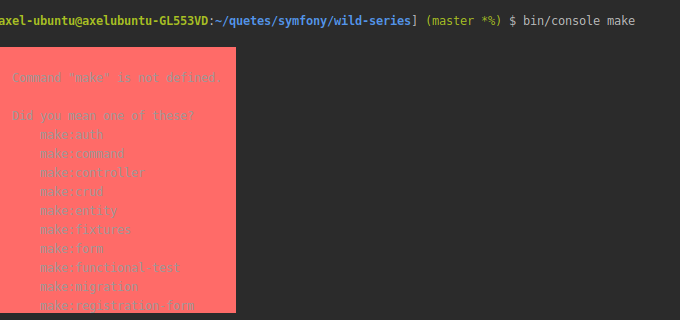 axel-ubuntu@axelubuntu-GL553VD:~/quetes/symfony/wild-series] (master *%) $ bin/console make
Command "make" is not defined.
Did you mean one of these?
make:auth
make:command
make:controller
make:crud
make:entity
make:fixtures
make:form
make:functional-test
make:migration
make:registration-form